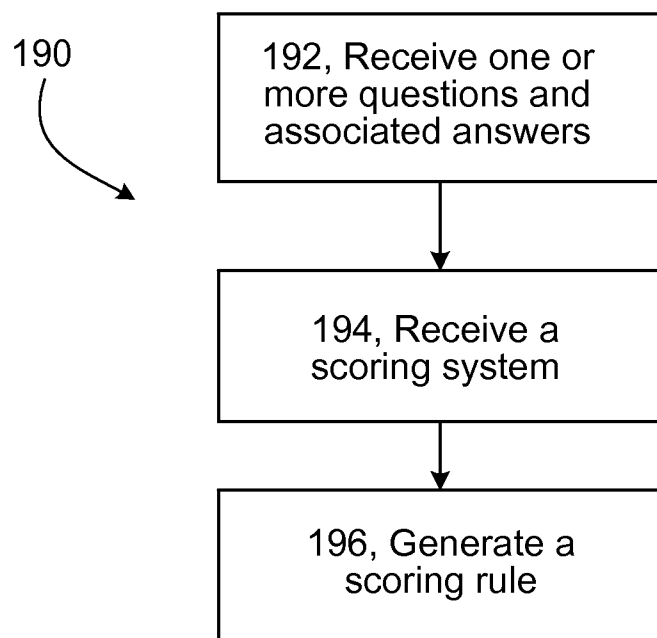 190
192, Receive one or
more questions and
associated answers
194, Receive a
scoring system
196, Generate a
scoring rule